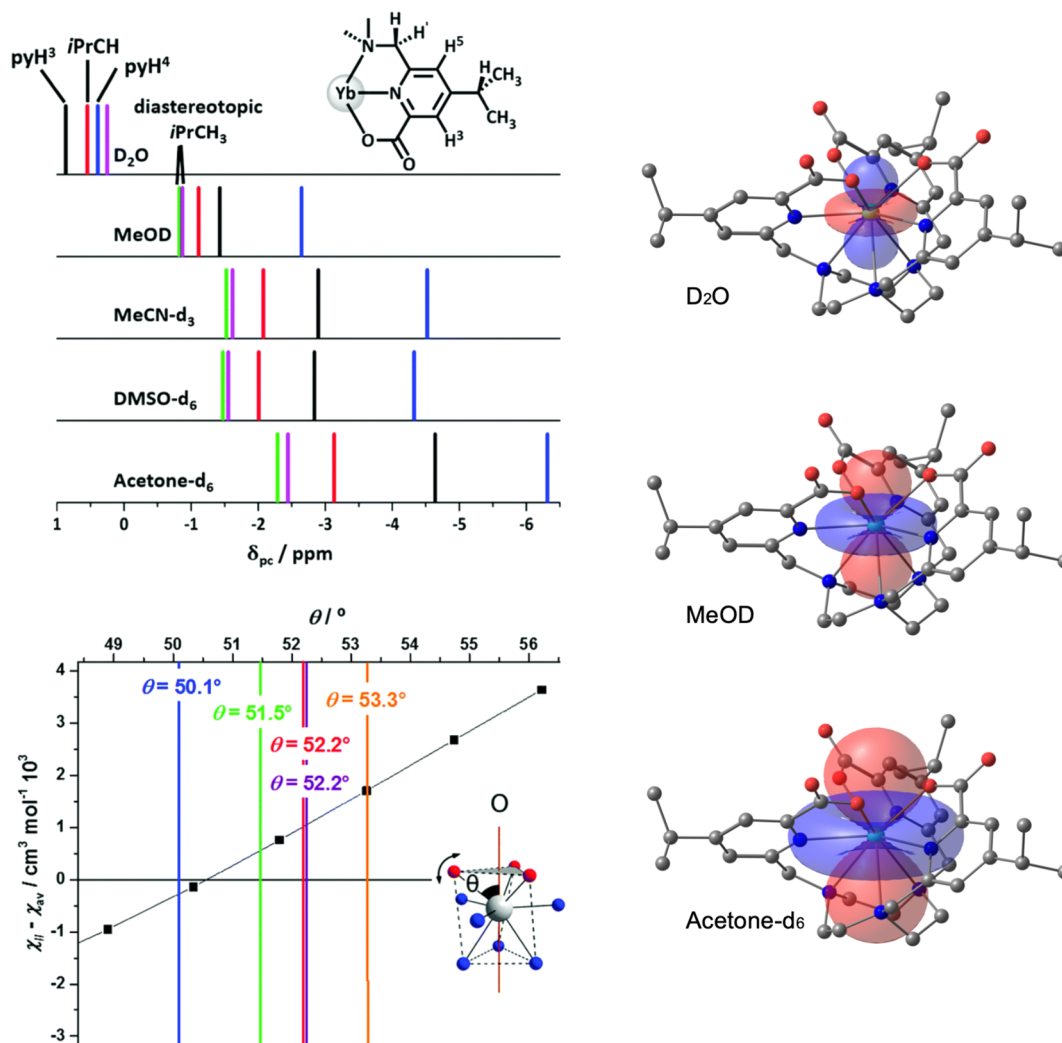 pyH³
iPrCH
pyH⁴
diastereotopic
iPrCH₃
D₂O
MeOD
MeCN-d₃
DMSO-d₆
Acetone-d₆
1 0 -1 -2 -3 -4 -5 -6
δpc / ppm
H
H'
N
C
H⁵
Yb
N
H
CH₃
CH₃
O
O
H³
θ / º
49 50 51 52 53 54 55 56
4
3
2
1
0
-1
-2
-3
χ|| - χav / cm³ mol⁻¹ 10³
θ = 50.1°
θ = 51.5°
θ = 52.2°
θ = 52.2°
θ = 53.3°
O
θ
D₂O
MeOD
Acetone-d₆